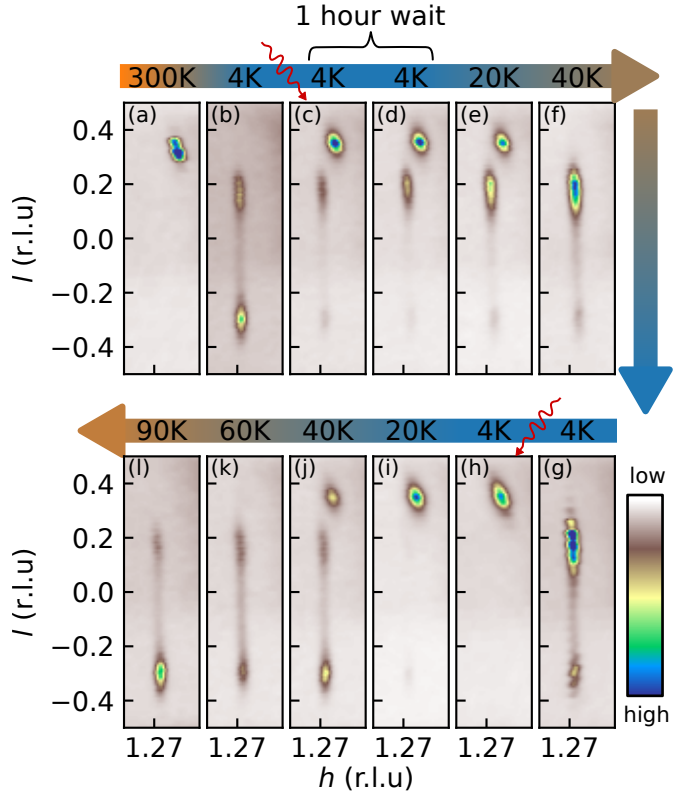 1 hour wait
300K 4K 4K 4K 20K 40K
(a) (b) (c) (d) (e) (f)
0.4
0.2
0.0
−0.2
−0.4
l (r.l.u)
90K 60K 40K 20K 4K 4K
(l) (k) (j) (i) (h) (g)
0.4
0.2
0.0
−0.2
−0.4
l (r.l.u)
low
high
1.27 1.27 1.27 1.27 1.27 1.27
h (r.l.u)